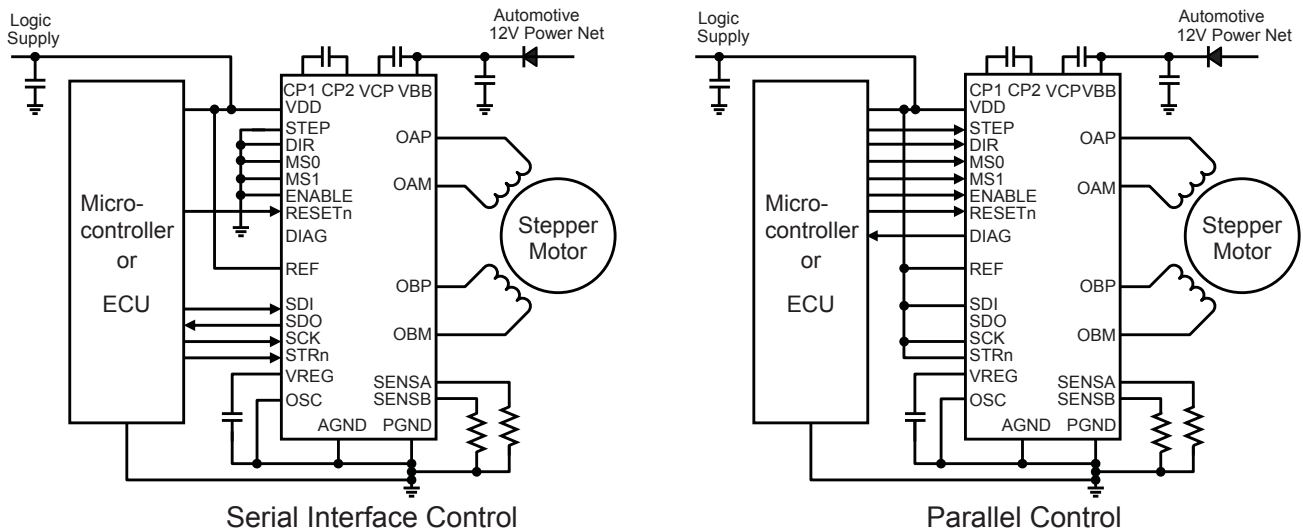 Logic
Supply
Automotive
12V Power Net
CP1 CP2 VCP VBB
VDD
STEP
DIR
MS0
MS1
ENABLE
RESETn
DIAG
REF
SDI
SDO
SCK
STRn
VREG
OSC
AGND PGND
OAP
OAM
OBP
OBM
SENSA
SENSB
Micro-
controller
or
ECU
Stepper
Motor
Serial Interface Control
Logic
Supply
Automotive
12V Power Net
CP1 CP2 VCP VBB
VDD
STEP
DIR
MS0
MS1
ENABLE
RESETn
DIAG
REF
SDI
SDO
SCK
STRn
VREG
OSC
AGND PGND
OAP
OAM
OBP
OBM
SENSA
SENSB
Micro-
controller
or
ECU
Stepper
Motor
Parallel Control